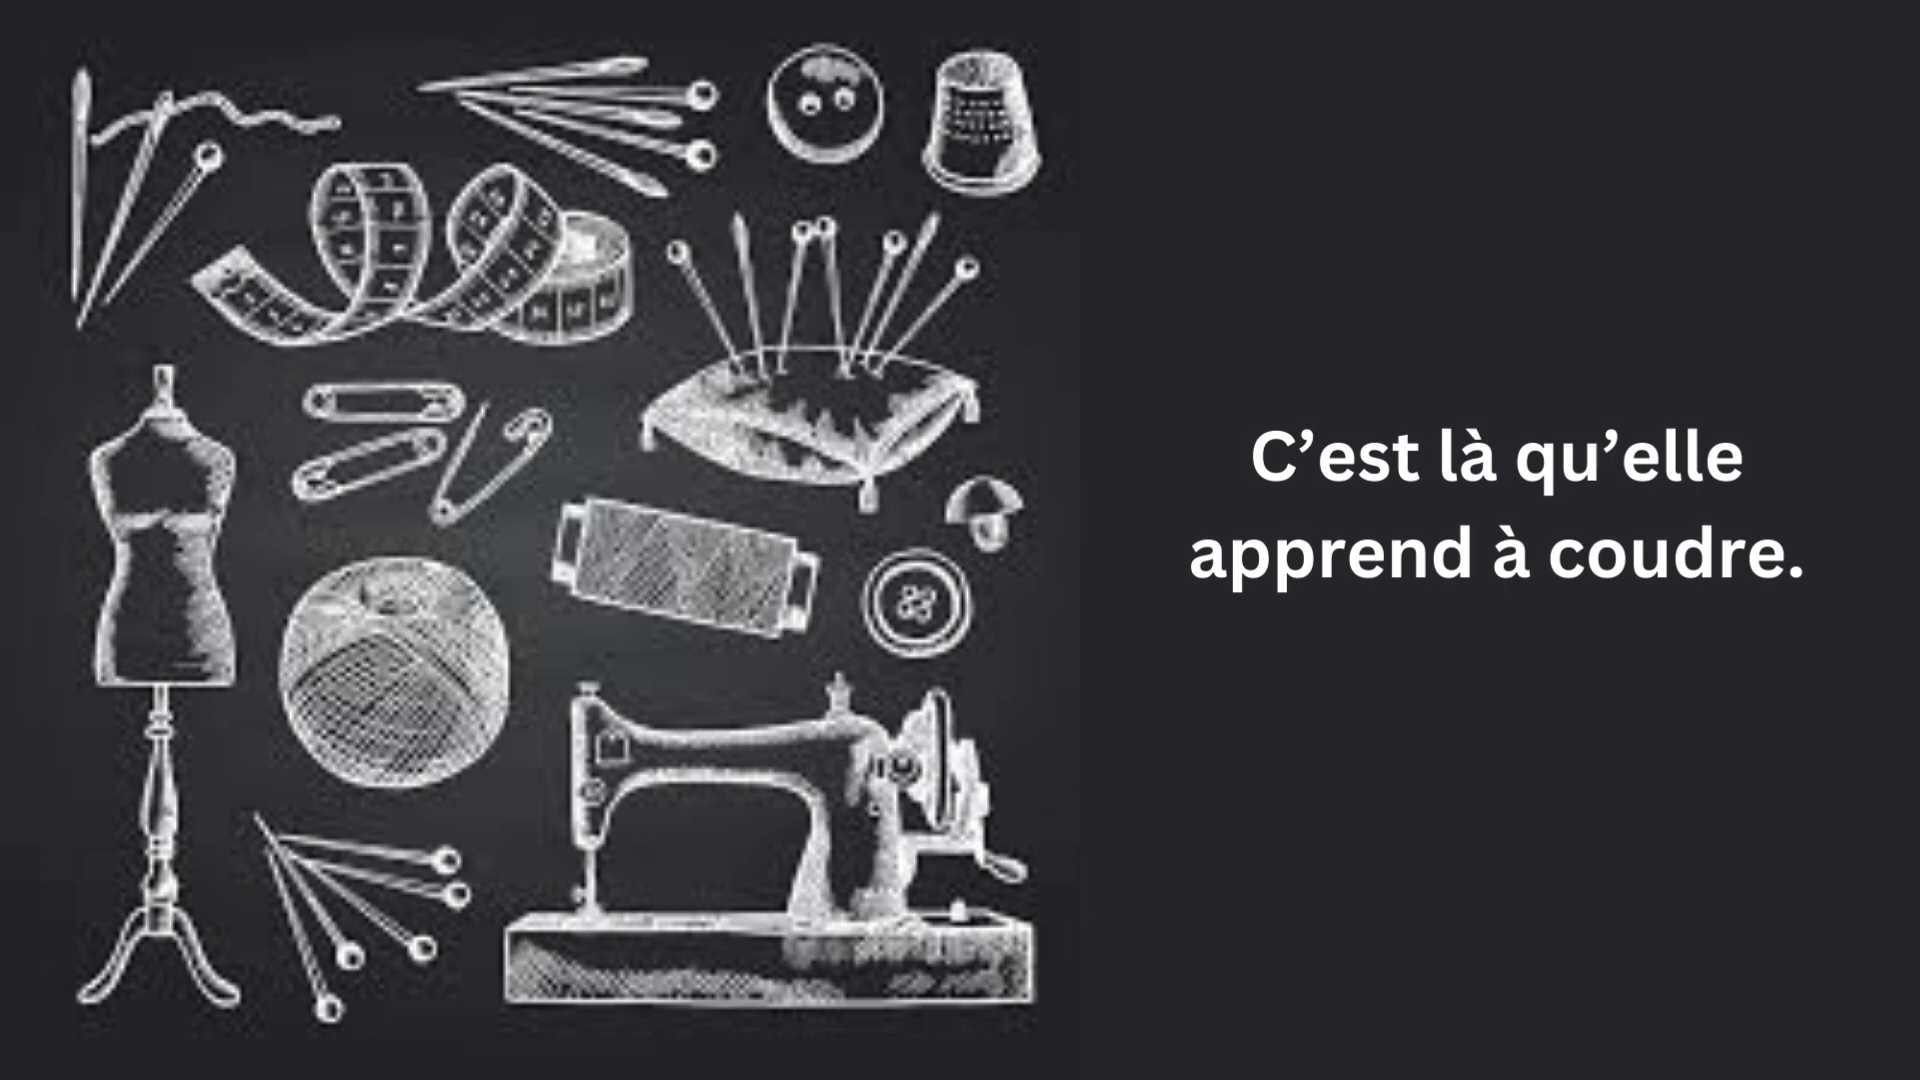 C’est là qu’elle
apprend à coudre.